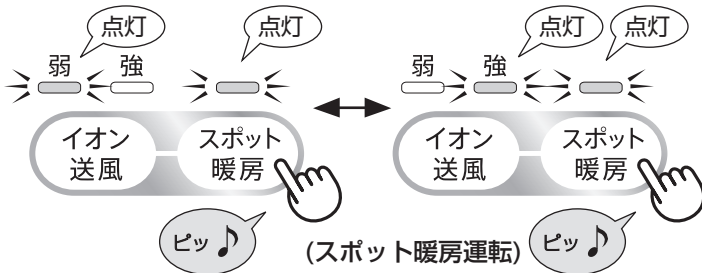 点灯
点灯
弱 強
イオン
送風
スポット
暖房
ピッ♪
点灯
点灯
弱 強
イオン
送風
スポット
暖房
ピッ♪
(スポット暖房運転)